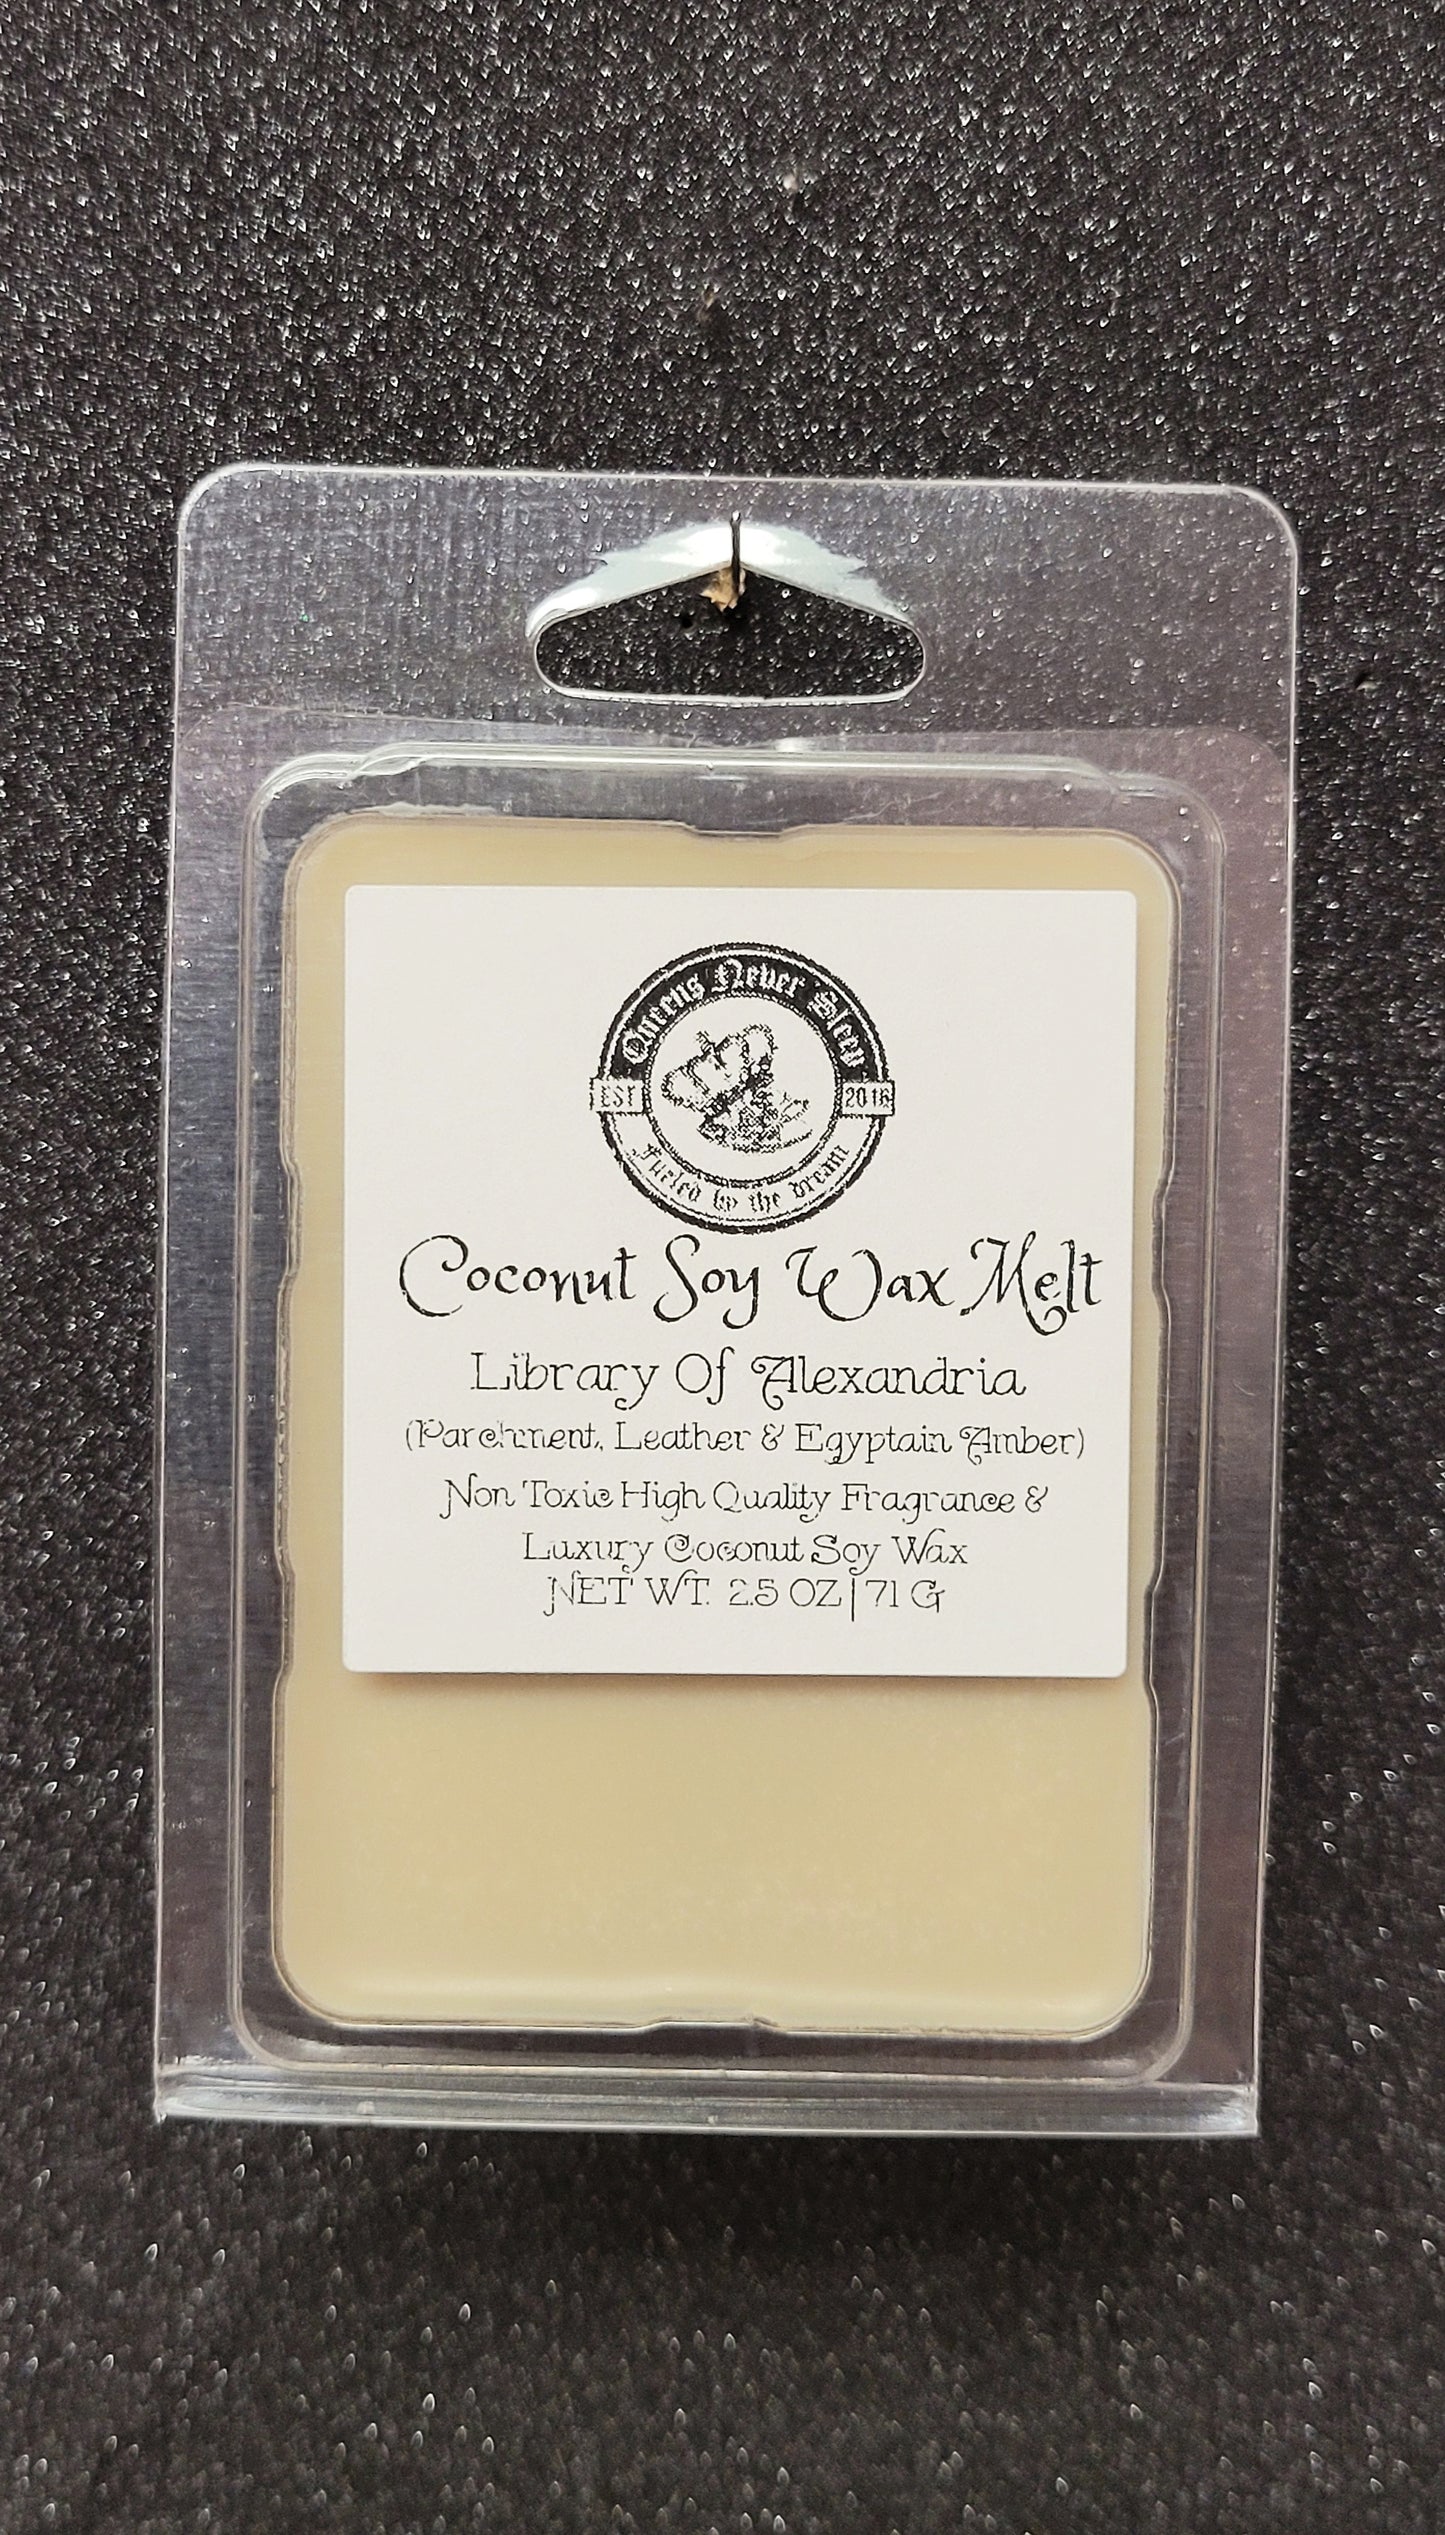 Queens Never Sleep
EST 2016
Fueled by the dream
Coconut Soy Wax Melt
Library Of Alexandria
(Parchment, Leather & Egyptain Amber)
Non Toxic High Quality Fragrance &
Luxury Coconut Soy Wax
NET WT. 2.5 OZ | 71 G